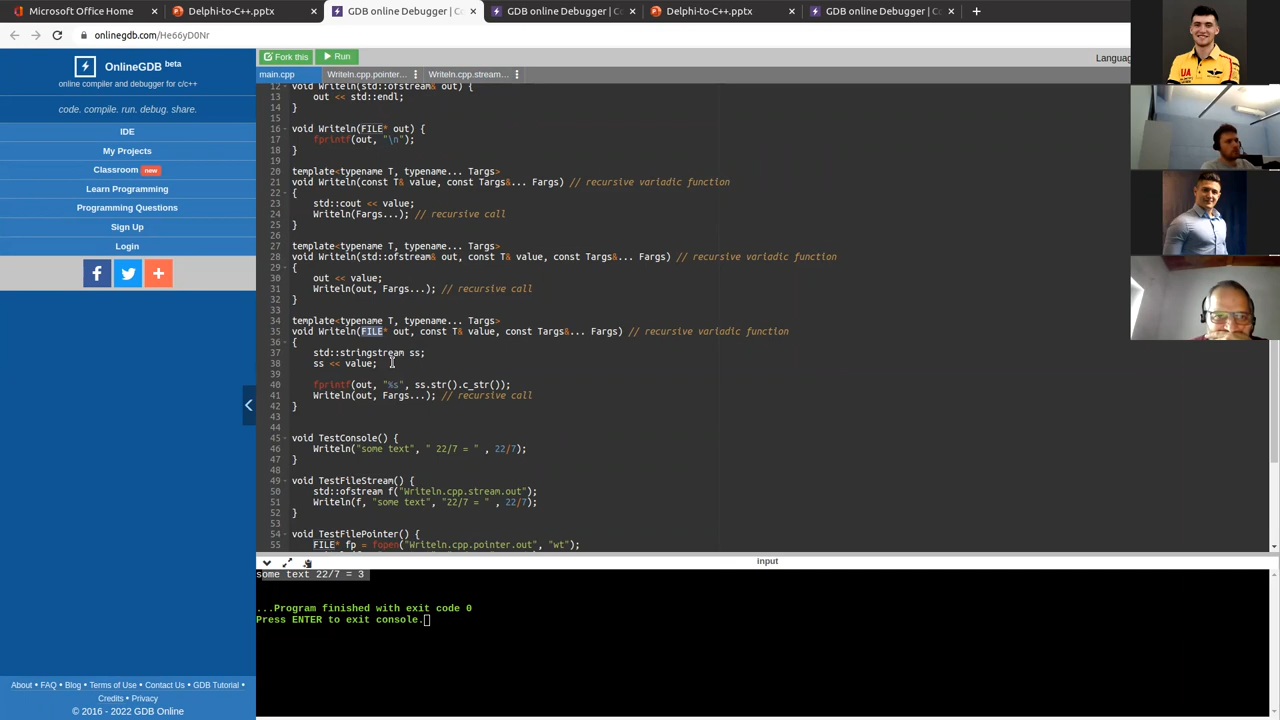 Microsoft Office Home
Delphi-to-C++.pptx
GDB online Debugger | Co
GDB online Debugger | Co
Delphi-to-C++.pptx
GDB online Debugger | Co
onlinegdb.com/He66yD0Nr
OnlineGDB beta
online compiler and debugger for c/c++
code. compile. run. debug. share.
IDE
My Projects
Classroom new
Learn Programming
Programming Questions
Sign Up
Login
Fork this
Run
main.cpp
Writeln.cpp.pointer...
Writeln.cpp.stream...
12 void Writeln(std::ofstream& out) {
13 out << std::endl;
14 }
15
16 void Writeln(FILE* out) {
17 fprintf(out, "\n");
18 }
19
20 template<typename T, typename... Targs>
21 void Writeln(const T& value, const Targs&... Fargs) // recursive variadic function
22 {
23 std::cout << value;
24 Writeln(Fargs...); // recursive call
25 }
26
27 template<typename T, typename... Targs>
28 void Writeln(std::ofstream& out, const T& value, const Targs&... Fargs) // recursive variadic function
29 {
30 out << value;
31 Writeln(out, Fargs...); // recursive call
32 }
33
34 template<typename T, typename... Targs>
35 void Writeln(FILE* out, const T& value, const Targs&... Fargs) // recursive variadic function
36 {
37 std::stringstream ss;
38 ss << value;
39
40 fprintf(out, "%s", ss.str().c_str());
41 Writeln(out, Fargs...); // recursive call
42 }
43
44
45 void TestConsole() {
46 Writeln("some text", " 22/7 = " , 22/7);
47 }
48
49 void TestFileStream() {
50 std::ofstream f("Writeln.cpp.stream.out");
51 Writeln(f, "some text", "22/7 = " , 22/7);
52 }
53
54 void TestFilePointer() {
55 FILE* fp = fopen("Writeln.cpp.pointer.out", "wt");
input
some text 22/7 = 3
...Program finished with exit code 0
Press ENTER to exit console.
About • FAQ • Blog • Terms of Use • Contact Us • GDB Tutorial •
Credits • Privacy
© 2016 - 2022 GDB Online
Languag
UA